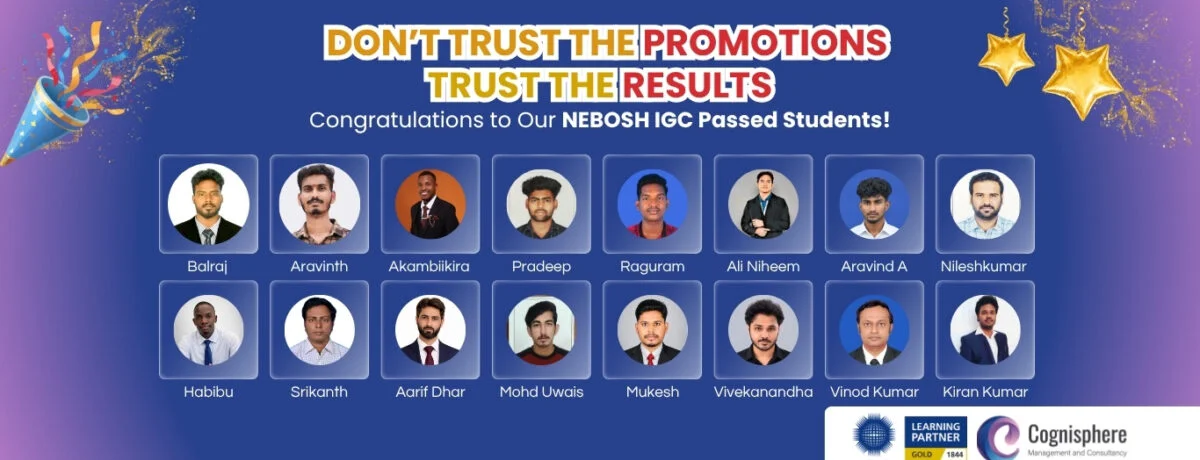 DON'T TRUST THE PROMOTIONS
TRUST THE RESULTS
Congratulations to Our NEBOSH IGC Passed Students!
Balraj
Aravinth
Akambiikira
Pradeep
Raguram
Ali Niheem
Aravind A
Nileshkumar
Habibu
Srikanth
Aarif Dhar
Mohd Uwais
Mukesh
Vivekanandha
Vinod Kumar
Kiran Kumar
LEARNING
PARTNER
GOLD 1844
Cognisphere
Management and Consultancy